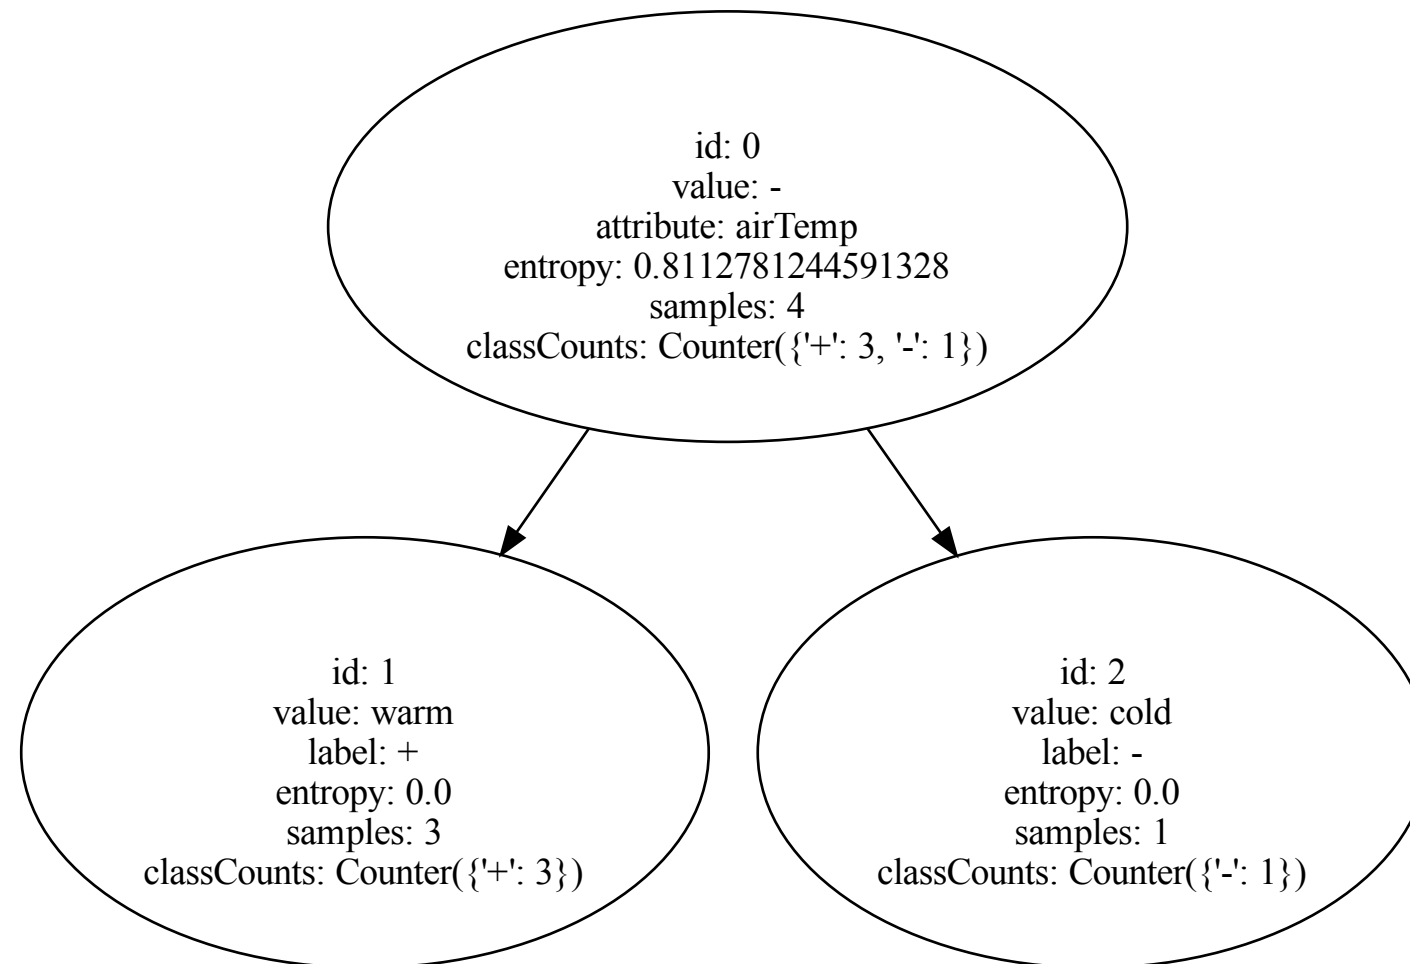 id: 0
value: -
attribute: airTemp
entropy: 0.8112781244591328
samples: 4
classCounts: Counter({'+': 3, '-': 1})
id: 1
value: warm
label: +
entropy: 0.0
samples: 3
classCounts: Counter({'+': 3})
id: 2
value: cold
label: -
entropy: 0.0
samples: 1
classCounts: Counter({'-': 1})